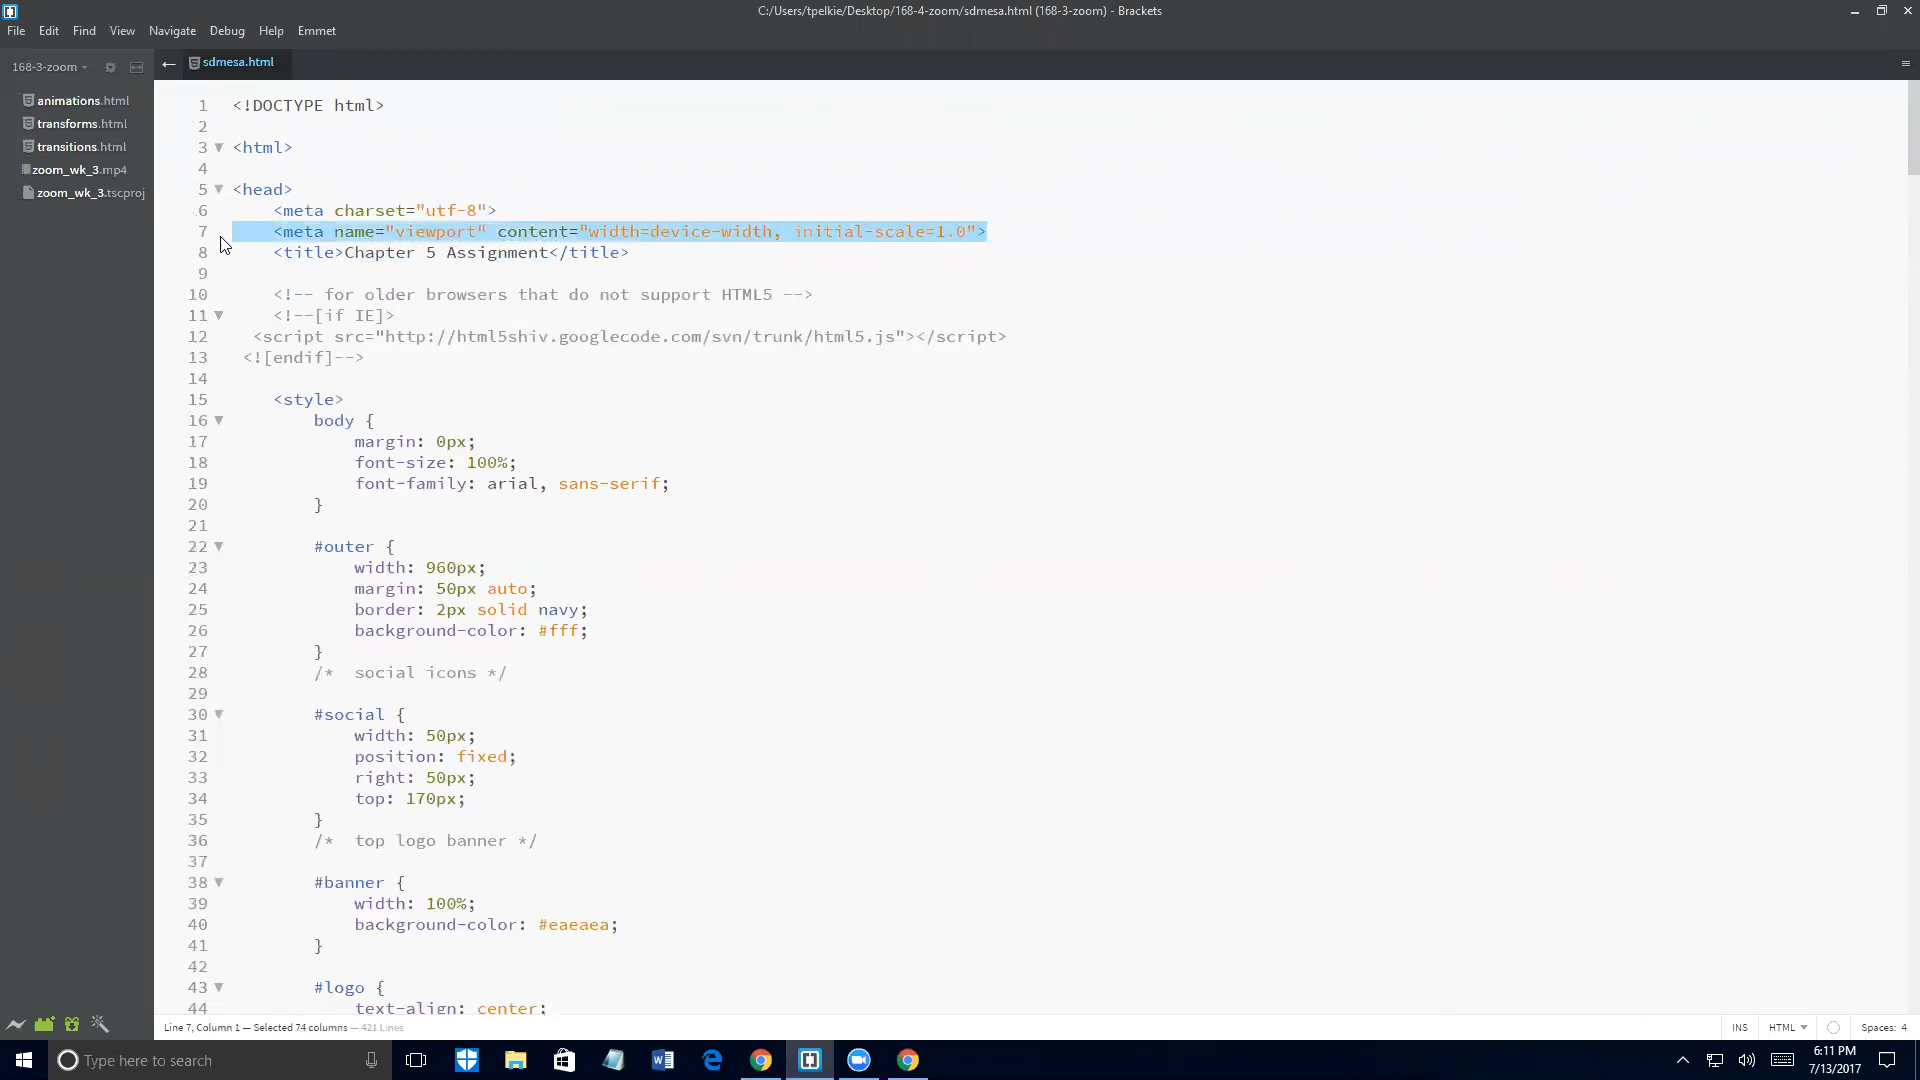 C:/Users/tpelkie/Desktop/168-4-zoom/sdmesa.html (168-3-zoom) - Brackets
File Edit Find View Navigate Debug Help Emmet
168-3-zoom
sdmesa.html
animations.html
transforms.html
transitions.html
zoom_wk_3.mp4
zoom_wk_3.tscproj
1 <!DOCTYPE html>
2
3 <html>
4
5 <head>
6 <meta charset="utf-8">
7 <meta name="viewport" content="width=device-width, initial-scale=1.0">
8 <title>Chapter 5 Assignment</title>
9
10 <!-- for older browsers that do not support HTML5 -->
11 <!--[if IE]>
12 <script src="http://html5shiv.googlecode.com/svn/trunk/html5.js"></script>
13 <![endif]-->
14
15 <style>
16 body {
17 margin: 0px;
18 font-size: 100%;
19 font-family: arial, sans-serif;
20 }
21
22 #outer {
23 width: 960px;
24 margin: 50px auto;
25 border: 2px solid navy;
26 background-color: #fff;
27 }
28 /* social icons */
29
30 #social {
31 width: 50px;
32 position: fixed;
33 right: 50px;
34 top: 170px;
35 }
36 /* top logo banner */
37
38 #banner {
39 width: 100%;
40 background-color: #eaeaea;
41 }
42
43 #logo {
44 text-align: center;
Line 7, Column 1 — Selected 74 columns — 421 Lines
INS HTML Spaces: 4
Type here to search
6:11 PM
7/13/2017